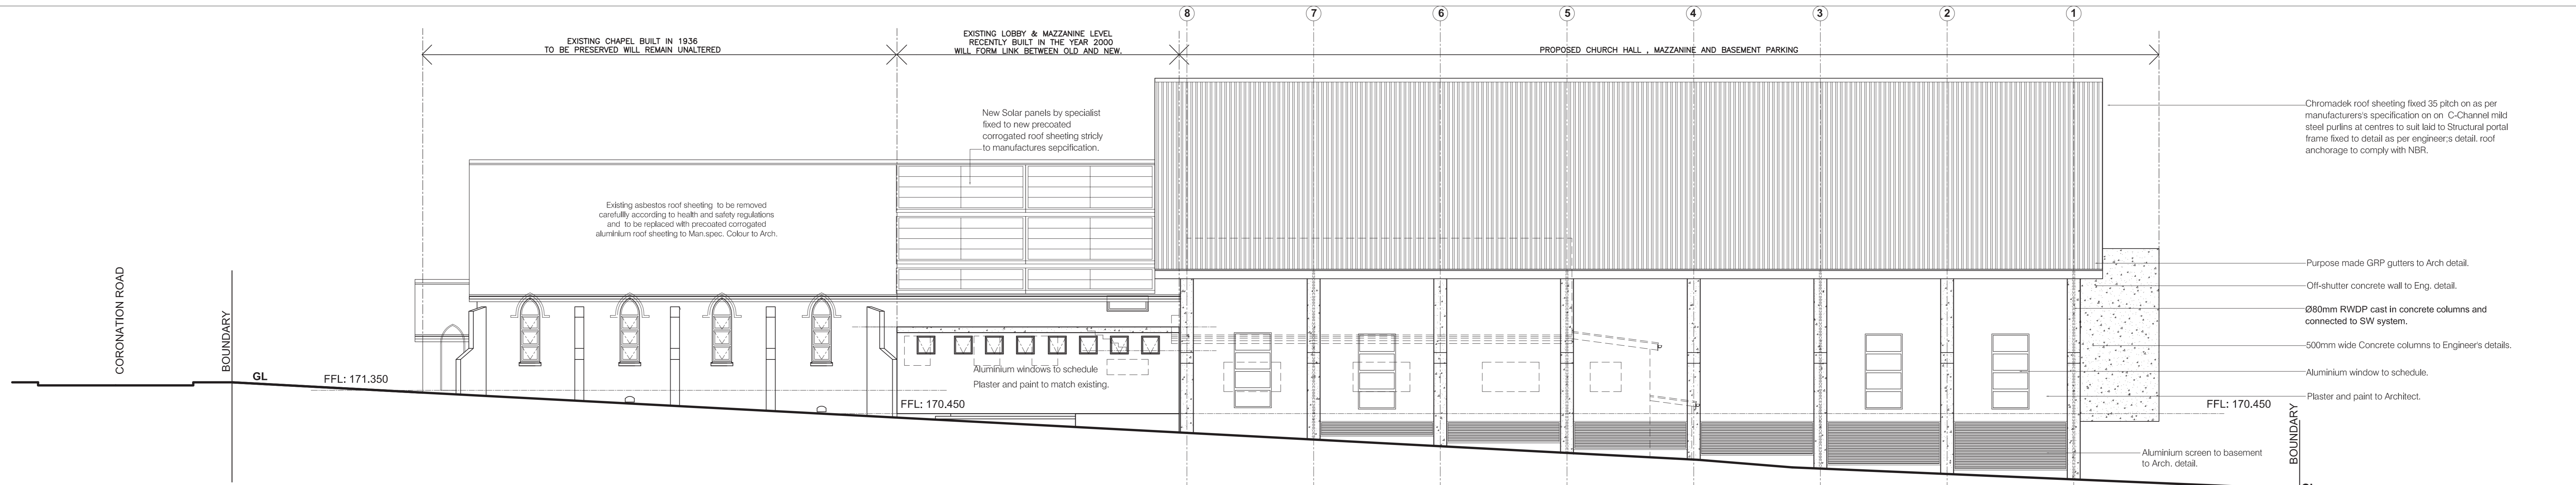 8 7 6 5 4 3 2 1
EXISTING CHAPEL BUILT IN 1936
TO BE PRESERVED WILL REMAIN UNALTERED
EXISTING LOBBY & MAZZANINE LEVEL
RECENTLY BUILT IN THE YEAR 2000
WILL FORM LINK BETWEEN OLD AND NEW.
PROPOSED CHURCH HALL , MAZZANINE AND BASEMENT PARKING
New Solar panels by specialist
fixed to new precoated
corrogated roof sheeting stricly
to manufactures sepcification.
Existing asbestos roof sheeting to be removed
carefullly according to health and safety regulations
and to be replaced with precoated corrogated
aluminium roof sheeting to Man.spec. Colour to Arch.
Chromadek roof sheeting fixed 35 pitch on as per
manufacturers's specification on on C-Channel mild
steel purlins at centres to suit laid to Structural portal
frame fixed to detail as per engineer;s detail. roof
anchorage to comply with NBR.
Purpose made GRP gutters to Arch detail.
Off-shutter concrete wall to Eng. detail.
Ø80mm RWDP cast in concrete columns and
connected to SW system.
500mm wide Concrete columns to Engineer's details.
Aluminium window to schedule.
Plaster and paint to Architect.
CORONATION ROAD
BOUNDARY
GL
FFL: 171.350
Aluminium windows to schedule
Plaster and paint to match existing.
FFL: 170.450
FFL: 170.450
BOUNDARY
Aluminium screen to basement
to Arch. detail.